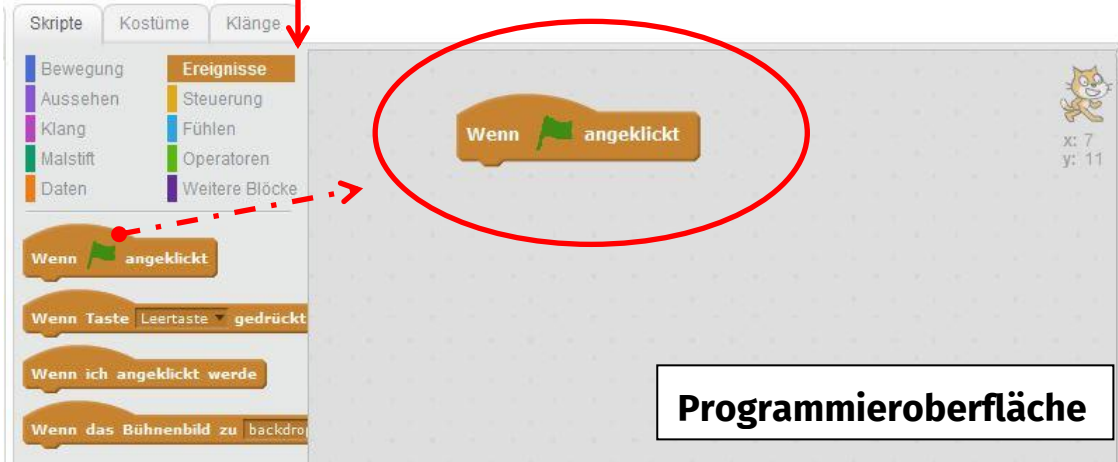 Skripte Kostüme Klänge
Bewegung Ereignisse
Aussehen Steuerung
Klang Fühlen
Malstift Operatoren
Daten Weitere Blöcke
Wenn angeklickt
Wenn Taste Leertaste gedrückt
Wenn ich angeklickt werde
Wenn das Bühnenbild zu
Wenn angeklickt
x: 7
y: 11
Programmieroberfläche